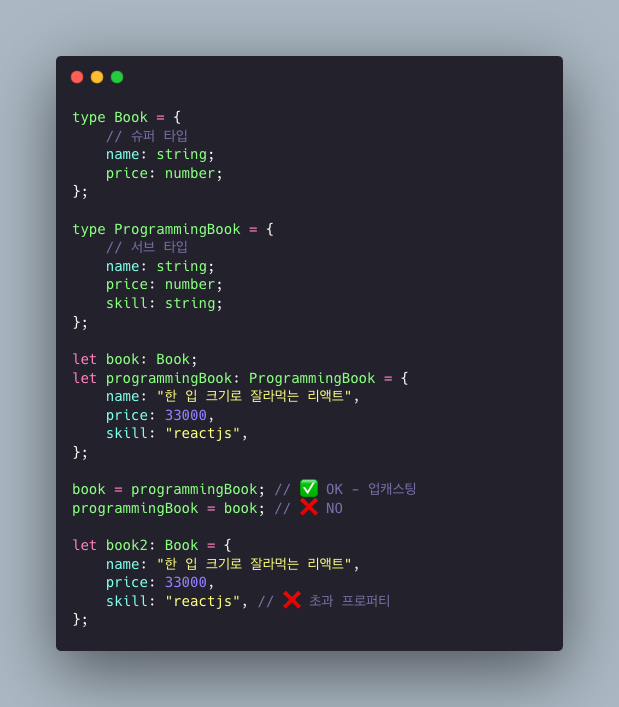 type Book = {
    // 슈퍼 타입
    name: string;
    price: number;
};

type ProgrammingBook = {
    // 서브 타입
    name: string;
    price: number;
    skill: string;
};

let book: Book;
let programmingBook: ProgrammingBook = {
    name: "한 입 크기로 잘라먹는 리액트",
    price: 33000,
    skill: "reactjs",
};

book = programmingBook; // ✅ OK - 업캐스팅
programmingBook = book; // ❌ NO

let book2: Book = {
    name: "한 입 크기로 잘라먹는 리액트",
    price: 33000,
    skill: "reactjs", // ❌ 초과 프로퍼티
};